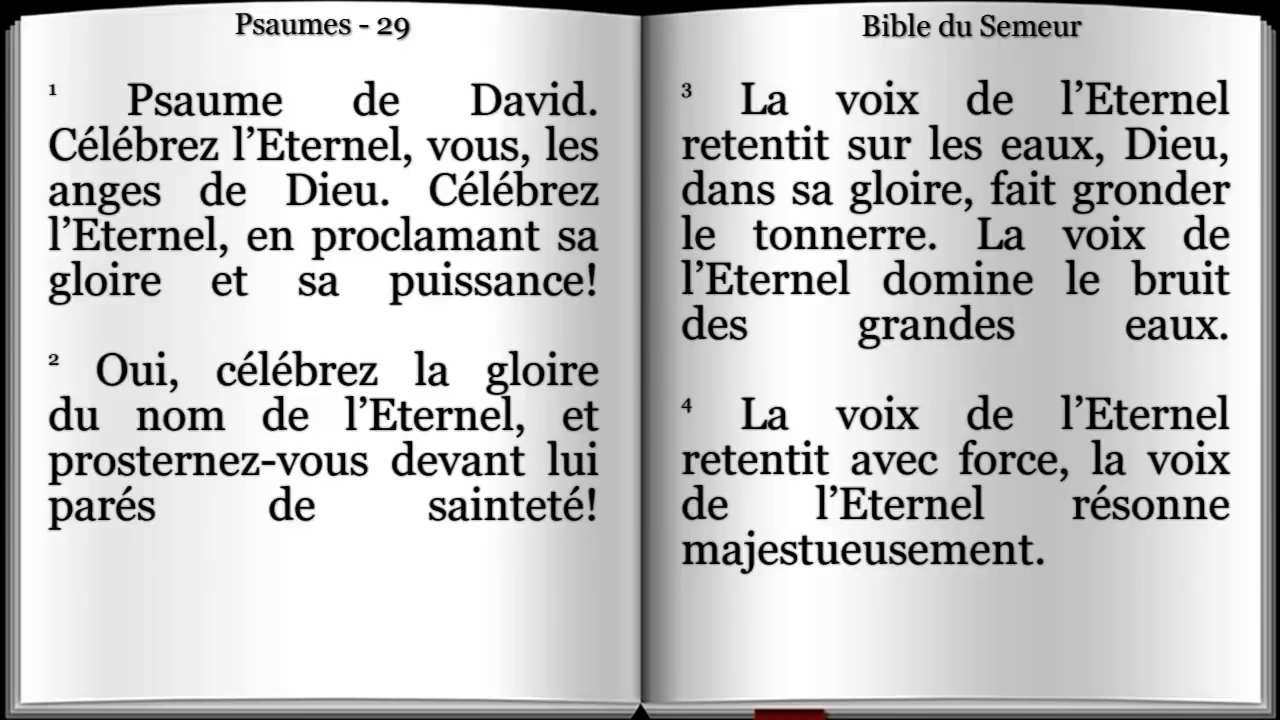 Psaumes - 29
¹ Psaume de David.
Célébrez l’Eternel, vous, les
anges de Dieu. Célébrez
l’Eternel, en proclamant sa
gloire et sa puissance!
² Oui, célébrez la gloire
du nom de l’Eternel, et
prosternez-vous devant lui
parés de sainteté!
Bible du Semeur
³ La voix de l’Eternel
retentit sur les eaux, Dieu,
dans sa gloire, fait gronder
le tonnerre. La voix de
l’Eternel domine le bruit
des grandes eaux.
⁴ La voix de l’Eternel
retentit avec force, la voix
de l’Eternel résonne
majestueusement.